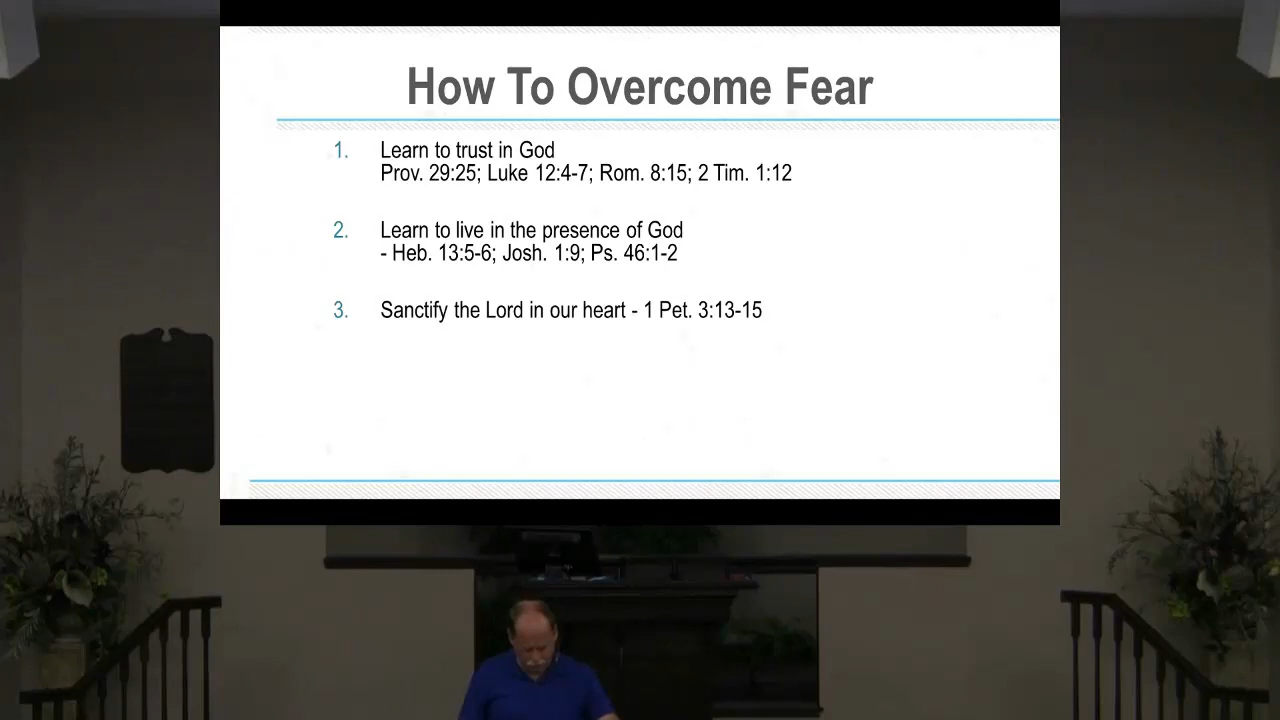 How To Overcome Fear
1. Learn to trust in God
Prov. 29:25; Luke 12:4-7; Rom. 8:15; 2 Tim. 1:12
2. Learn to live in the presence of God
- Heb. 13:5-6; Josh. 1:9; Ps. 46:1-2
3. Sanctify the Lord in our heart - 1 Pet. 3:13-15